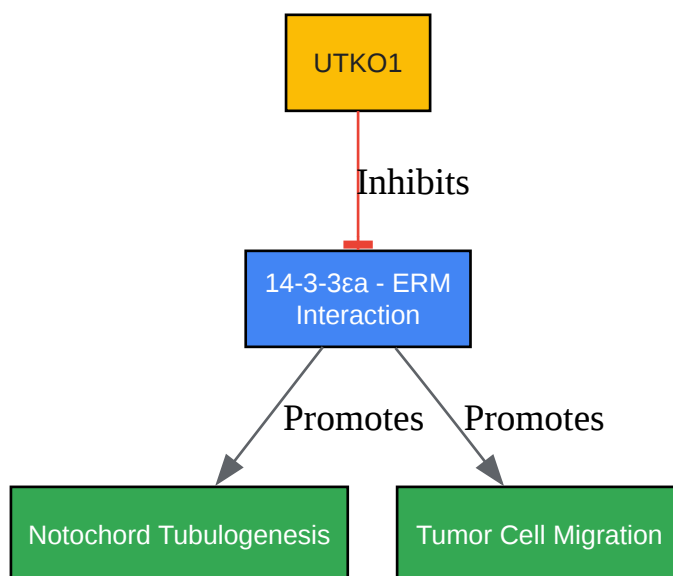 UTKO1
Inhibits
14-3-3εa - ERM
Interaction
Promotes
Promotes
Notochord Tubulogenesis
Tumor Cell Migration